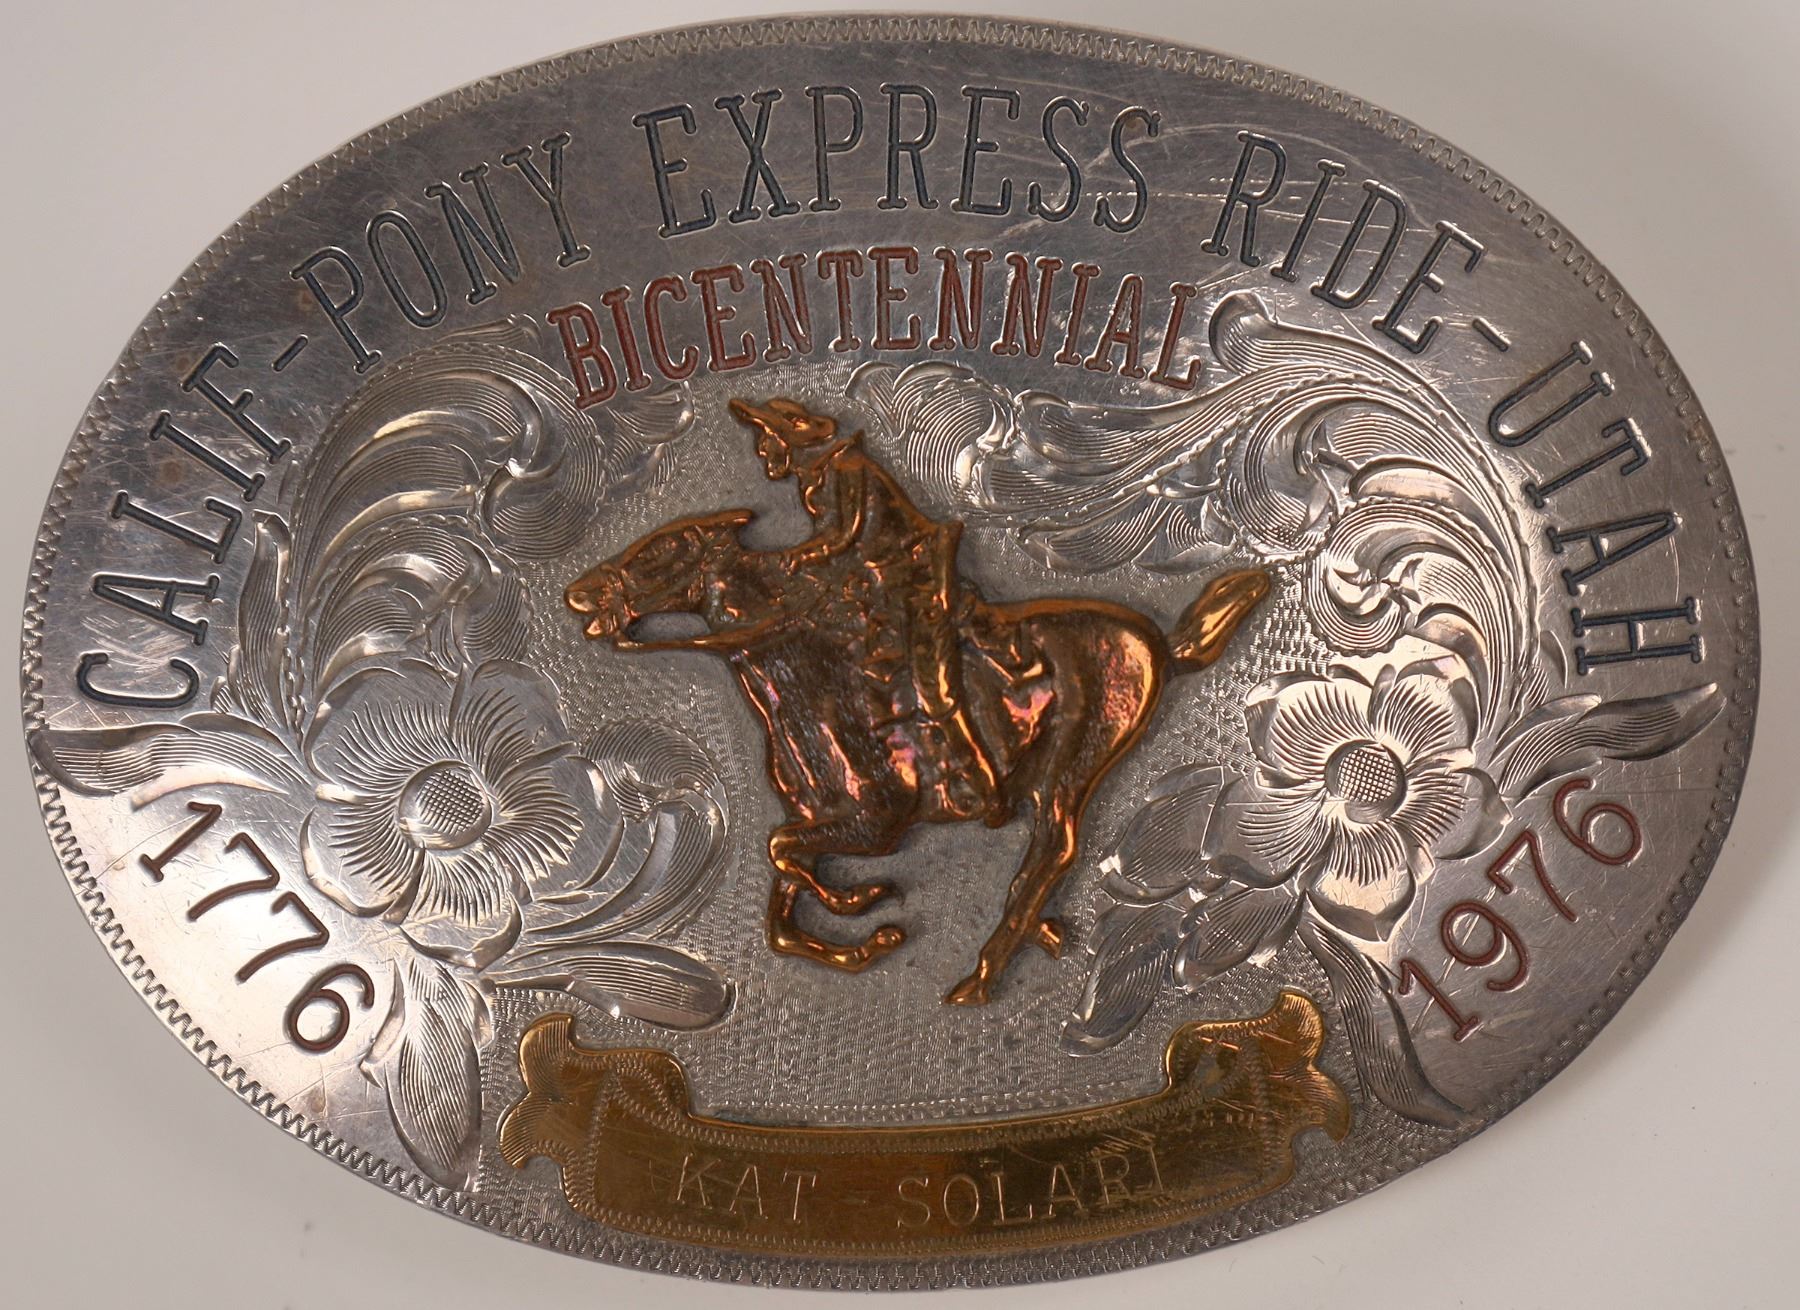 CALIF-PONY EXPRESS RIDE-UTAH
BICENTENNIAL
1776
1976
KAT-SOLARI